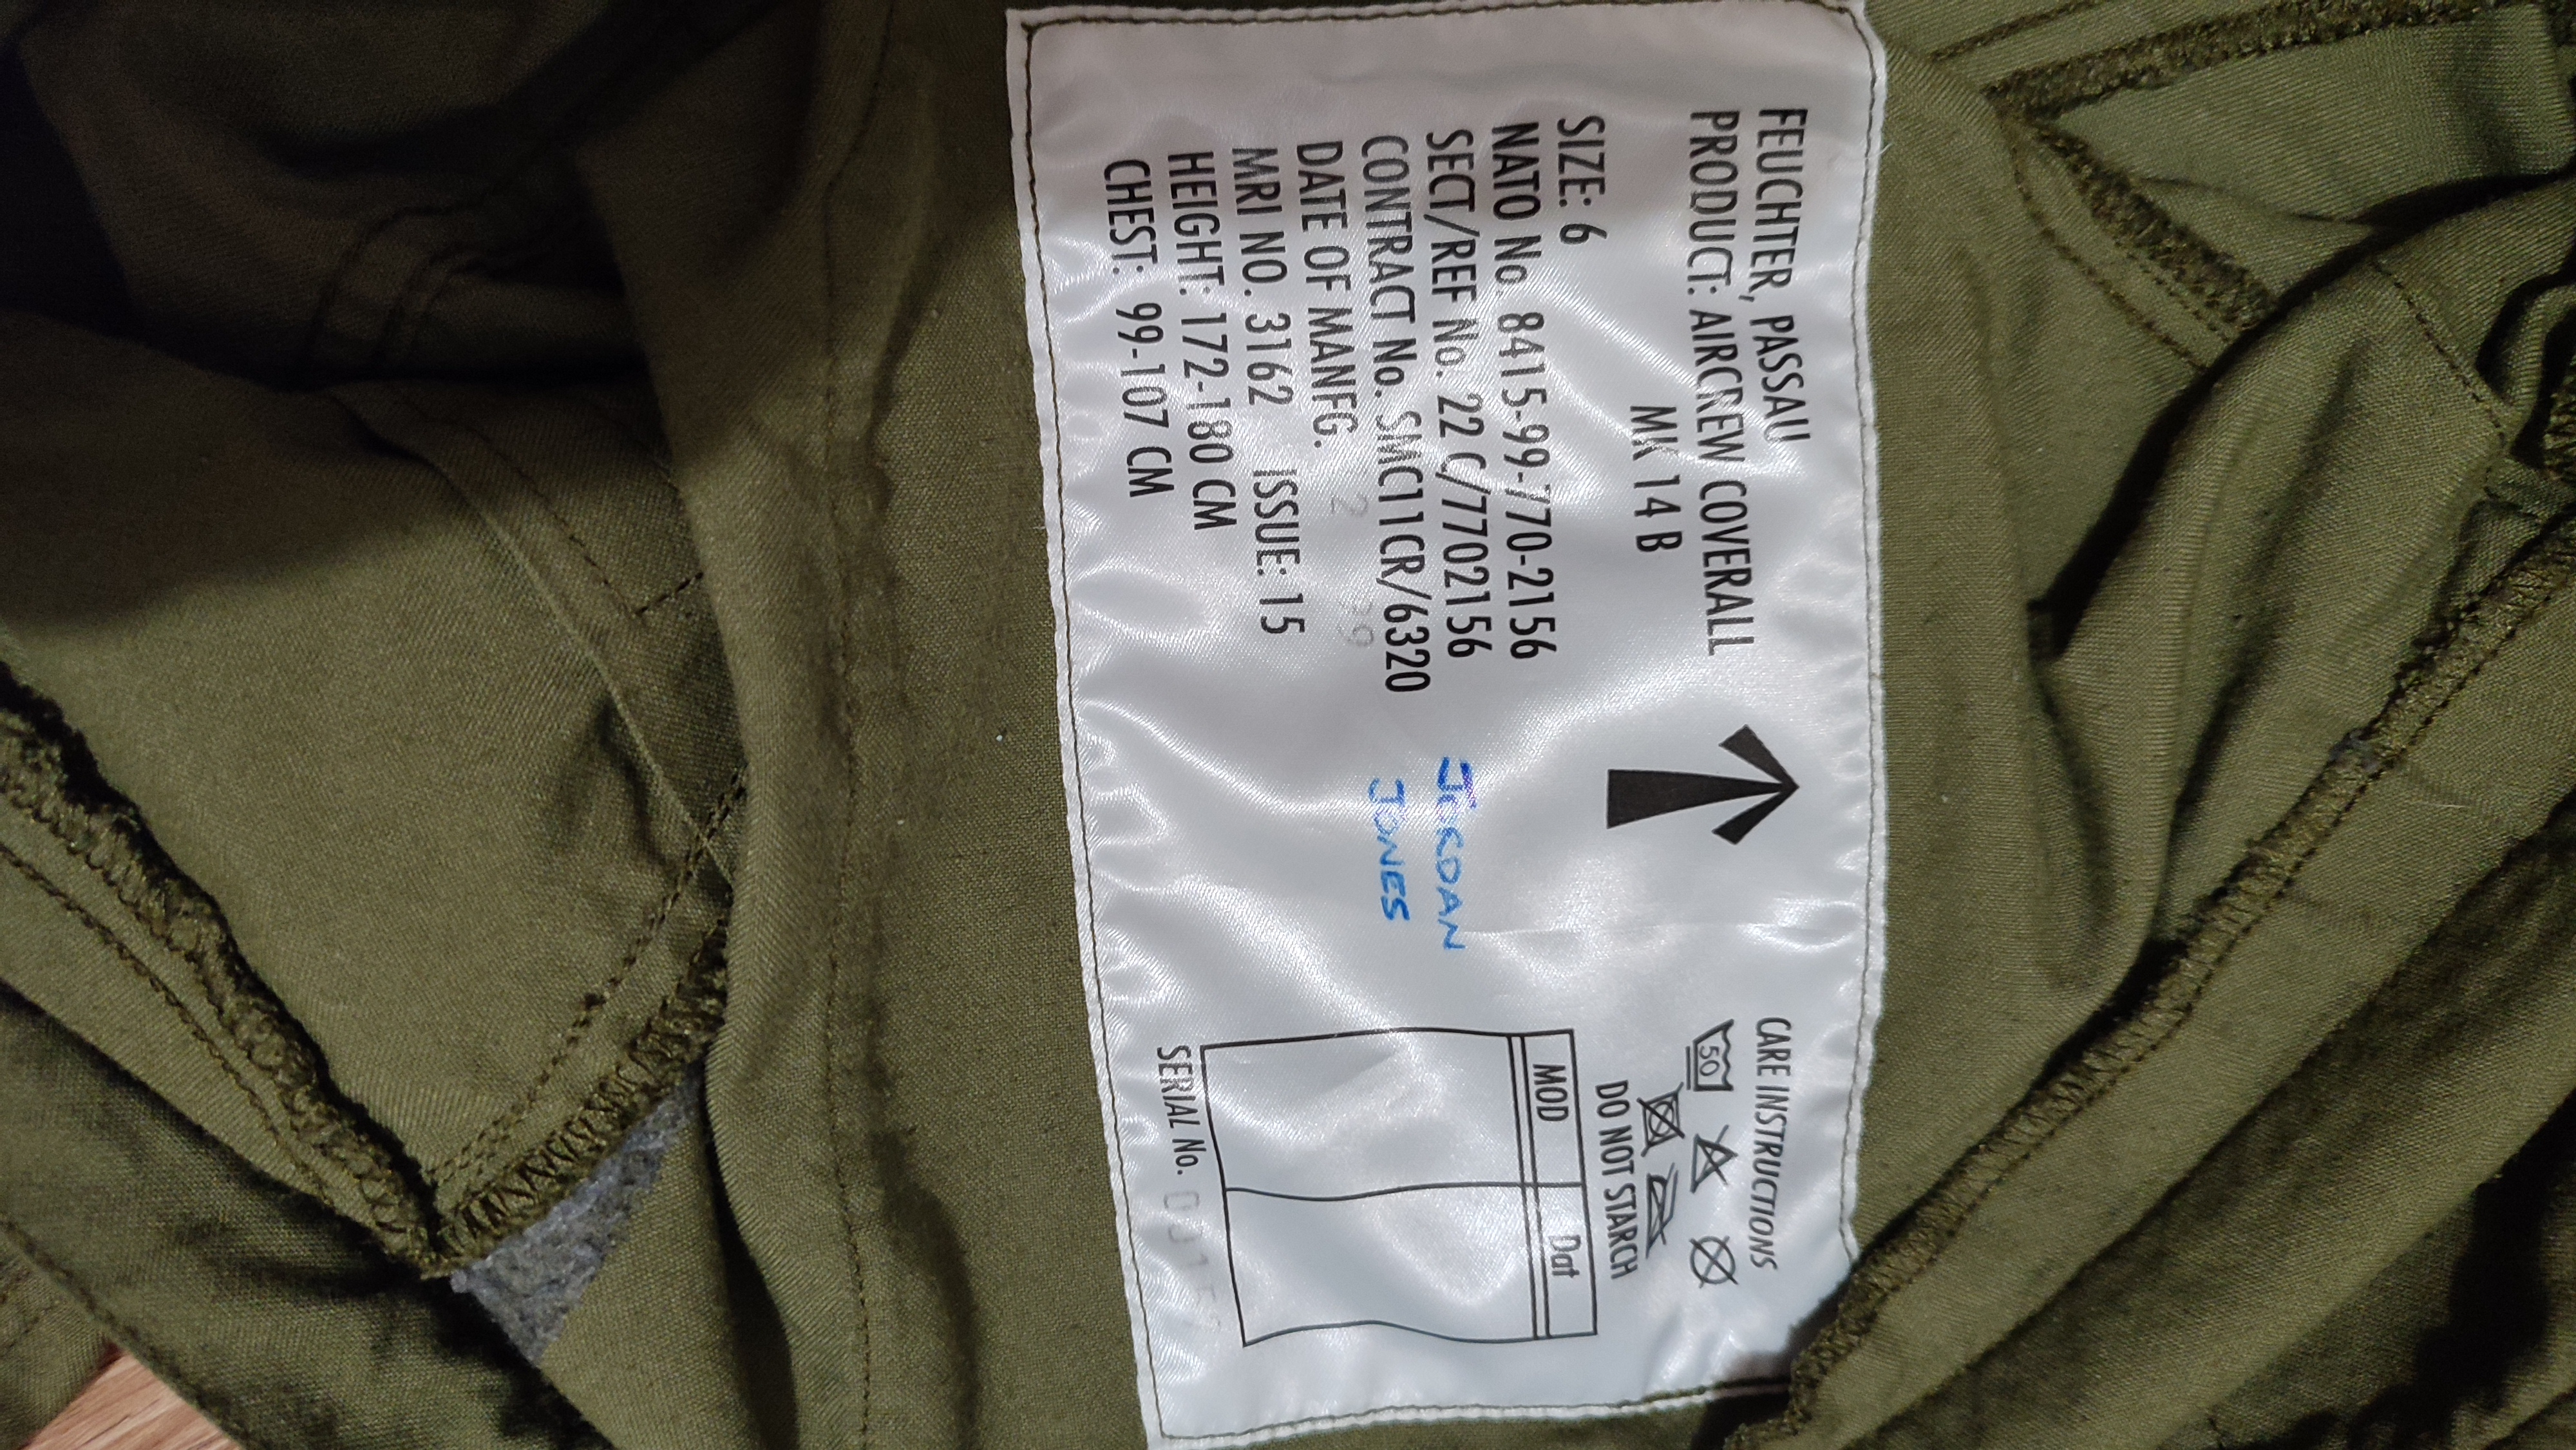 FEUCHTER, PASSAU
PRODUCT: AIRCREW COVERALL
MK 14 B
SIZE: 6
NATO No. 8415-99-770-2156
SECT/REF No. 22 C/7702156
CONTRACT No. SMC11CR/6320
DATE OF MANFG.
MRI NO. 3162 ISSUE: 15
HEIGHT: 172-180 CM
CHEST: 99-107 CM
JORDAN
JONES
CARE INSTRUCTIONS
50
DO NOT STARCH
MOD Dat
SERIAL No.